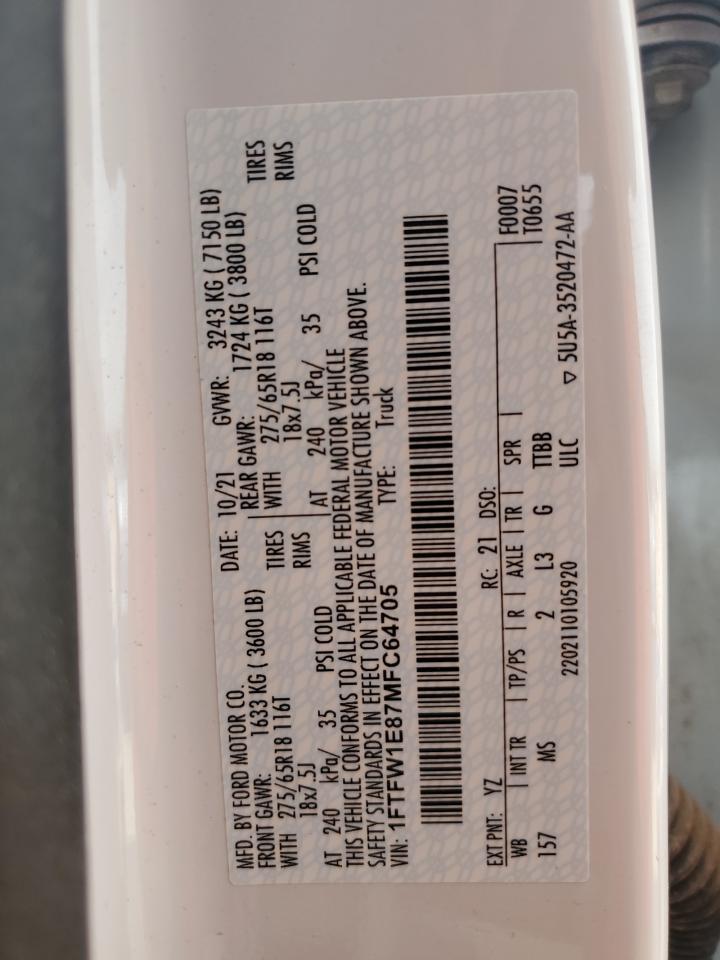 MFD. BY FORD MOTOR CO. DATE: 10/21 GVWR: 3243 KG ( 7150 LB)
FRONT GAWR: 1633 KG ( 3600 LB) REAR GAWR: 1724 KG ( 3800 LB)
WITH 275/65R18 116T TIRES WITH 275/65R18 116T TIRES
18x7.5J RIMS 18x7.5J RIMS
AT 240 kPa/ 35 PSI COLD AT 240 kPa/ 35 PSI COLD
THIS VEHICLE CONFORMS TO ALL APPLICABLE FEDERAL MOTOR VEHICLE
SAFETY STANDARDS IN EFFECT ON THE DATE OF MANUFACTURE SHOWN ABOVE.
VIN: 1FTFW1E87MFC64705 TYPE: Truck
EXT PNT: YZ RC: 21 DSO: F0007
WB INT TR TP/PS R AXLE TR SPR T0655
157 MS 2 L3 G TTBB
2202110105920 ULC ▽ 5U5A-3520472-AA